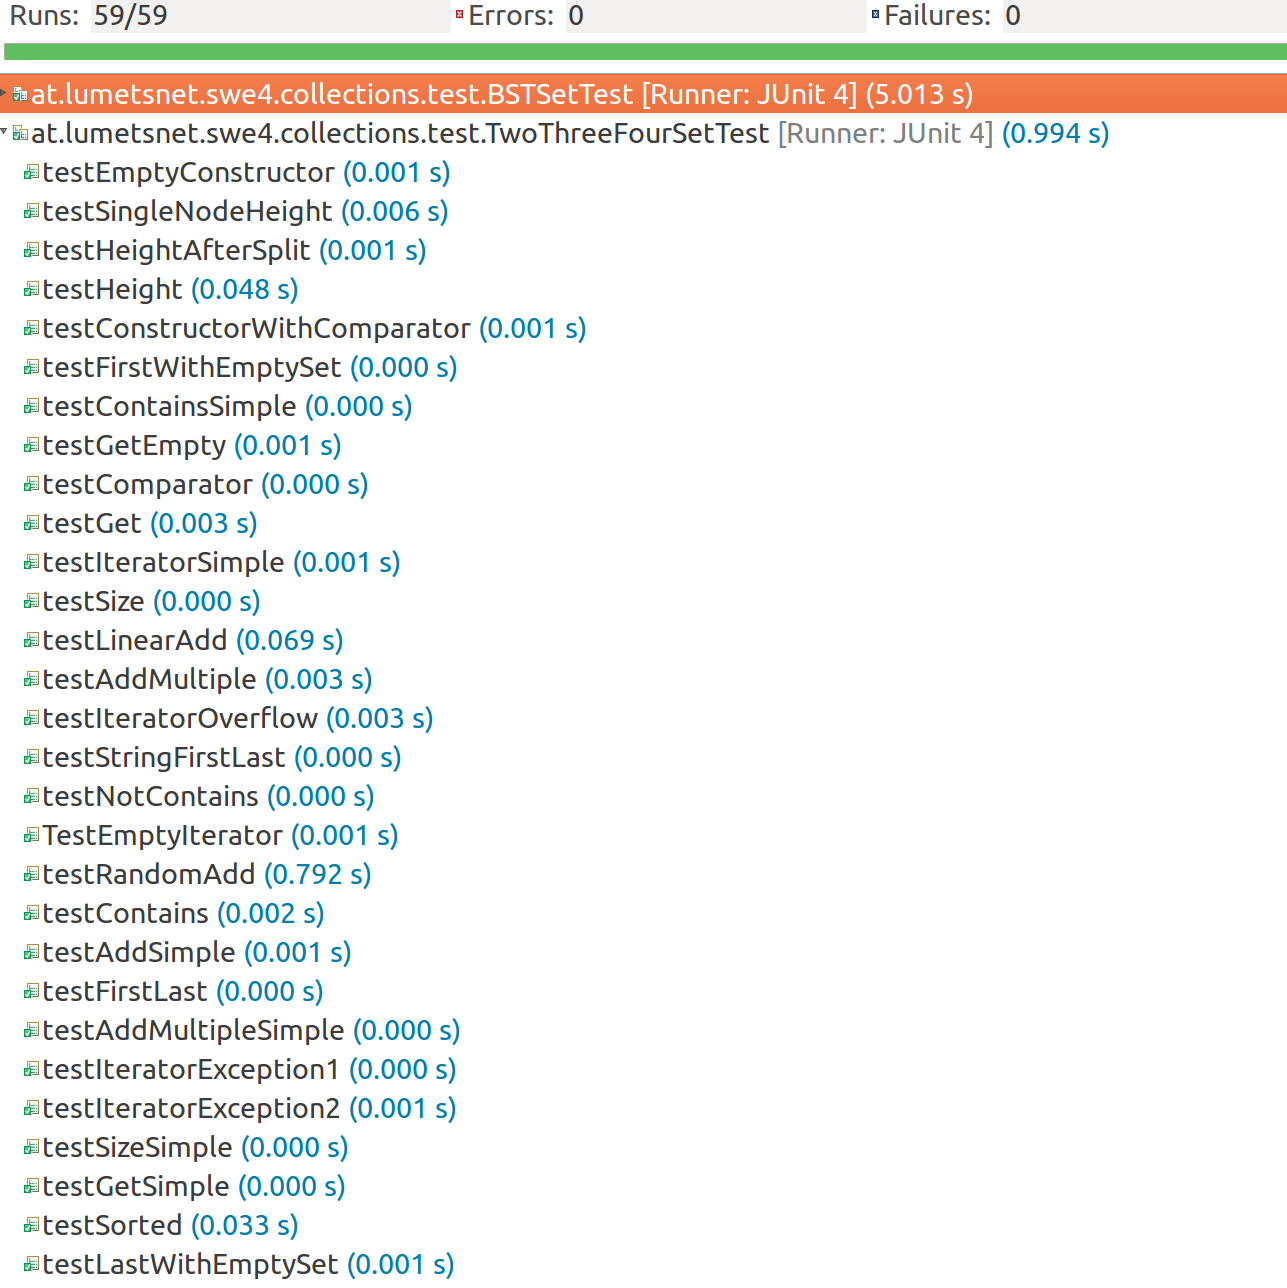 Runs: 59/59 Errors: 0 Failures: 0
at.lumetsnet.swe4.collections.test.BSTSetTest [Runner: JUnit 4] (5.013 s)
at.lumetsnet.swe4.collections.test.TwoThreeFourSetTest [Runner: JUnit 4] (0.994 s)
testEmptyConstructor (0.001 s)
testSingleNodeHeight (0.006 s)
testHeightAfterSplit (0.001 s)
testHeight (0.048 s)
testConstructorWithComparator (0.001 s)
testFirstWithEmptySet (0.000 s)
testContainsSimple (0.000 s)
testGetEmpty (0.001 s)
testComparator (0.000 s)
testGet (0.003 s)
testIteratorSimple (0.001 s)
testSize (0.000 s)
testLinearAdd (0.069 s)
testAddMultiple (0.003 s)
testIteratorOverflow (0.003 s)
testStringFirstLast (0.000 s)
testNotContains (0.000 s)
TestEmptyIterator (0.001 s)
testRandomAdd (0.792 s)
testContains (0.002 s)
testAddSimple (0.001 s)
testFirstLast (0.000 s)
testAddMultipleSimple (0.000 s)
testIteratorException1 (0.000 s)
testIteratorException2 (0.001 s)
testSizeSimple (0.000 s)
testGetSimple (0.000 s)
testSorted (0.033 s)
testLastWithEmptySet (0.001 s)